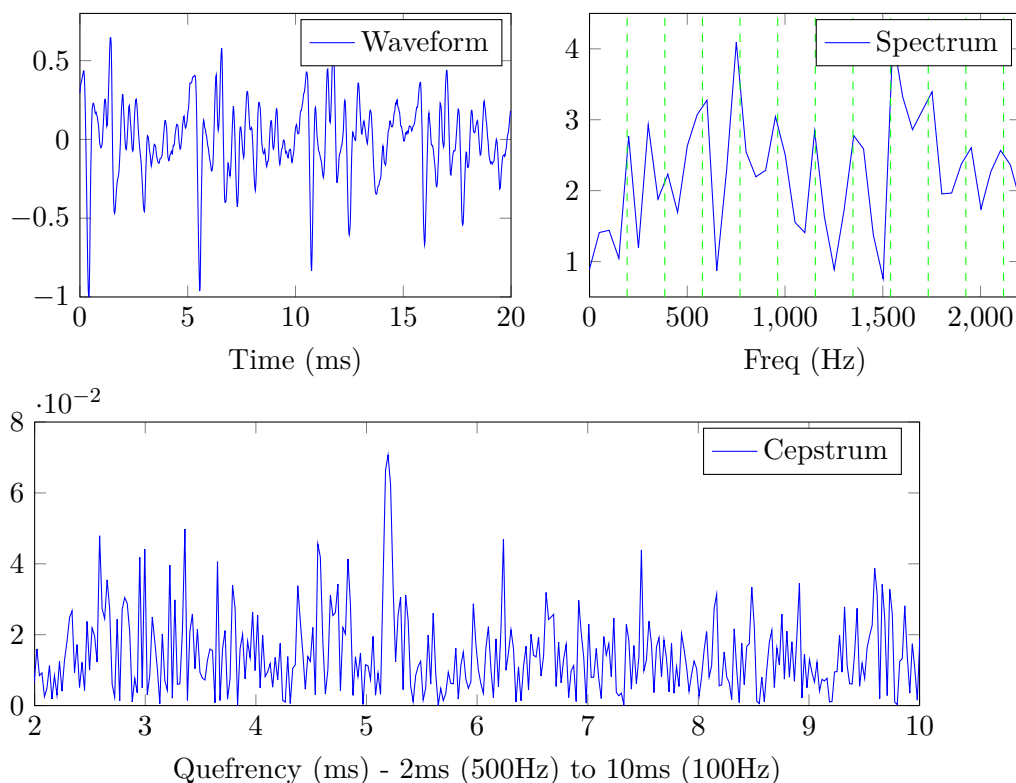 Waveform
0.5
0
−0.5
−1
0 5 10 15 20
Time (ms)
Spectrum
4
3
2
1
0 500 1,000 1,500 2,000
Freq (Hz)
·10−2
Cepstrum
8
6
4
2
0
2 3 4 5 6 7 8 9 10
Quefrency (ms) - 2ms (500Hz) to 10ms (100Hz)